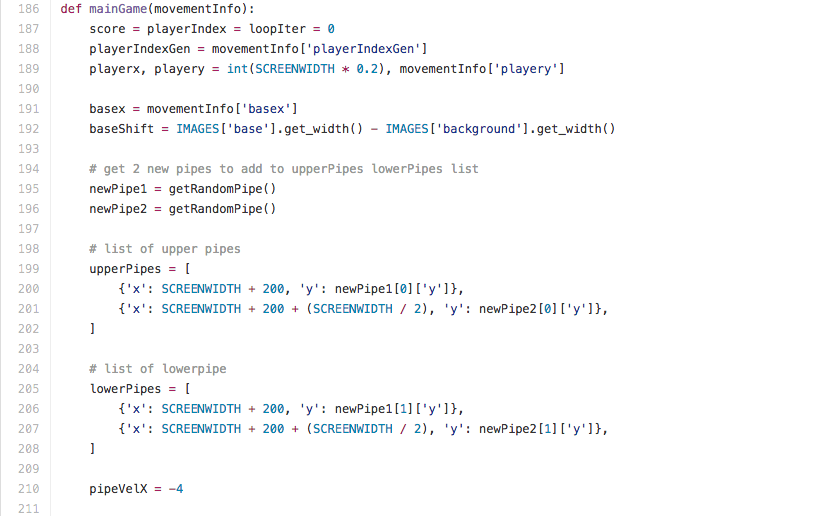 186 def mainGame(movementInfo):
187     score = playerIndex = loopIter = 0
188     playerIndexGen = movementInfo['playerIndexGen']
189     playerx, playery = int(SCREENWIDTH * 0.2), movementInfo['playery']
190
191     basex = movementInfo['basex']
192     baseShift = IMAGES['base'].get_width() - IMAGES['background'].get_width()
193
194     # get 2 new pipes to add to upperPipes lowerPipes list
195     newPipe1 = getRandomPipe()
196     newPipe2 = getRandomPipe()
197
198     # list of upper pipes
199     upperPipes = [
200         {'x': SCREENWIDTH + 200, 'y': newPipe1[0]['y']},
201         {'x': SCREENWIDTH + 200 + (SCREENWIDTH / 2), 'y': newPipe2[0]['y']},
202     ]
203
204     # list of lowerpipe
205     lowerPipes = [
206         {'x': SCREENWIDTH + 200, 'y': newPipe1[1]['y']},
207         {'x': SCREENWIDTH + 200 + (SCREENWIDTH / 2), 'y': newPipe2[1]['y']},
208     ]
209
210     pipeVelX = -4
211